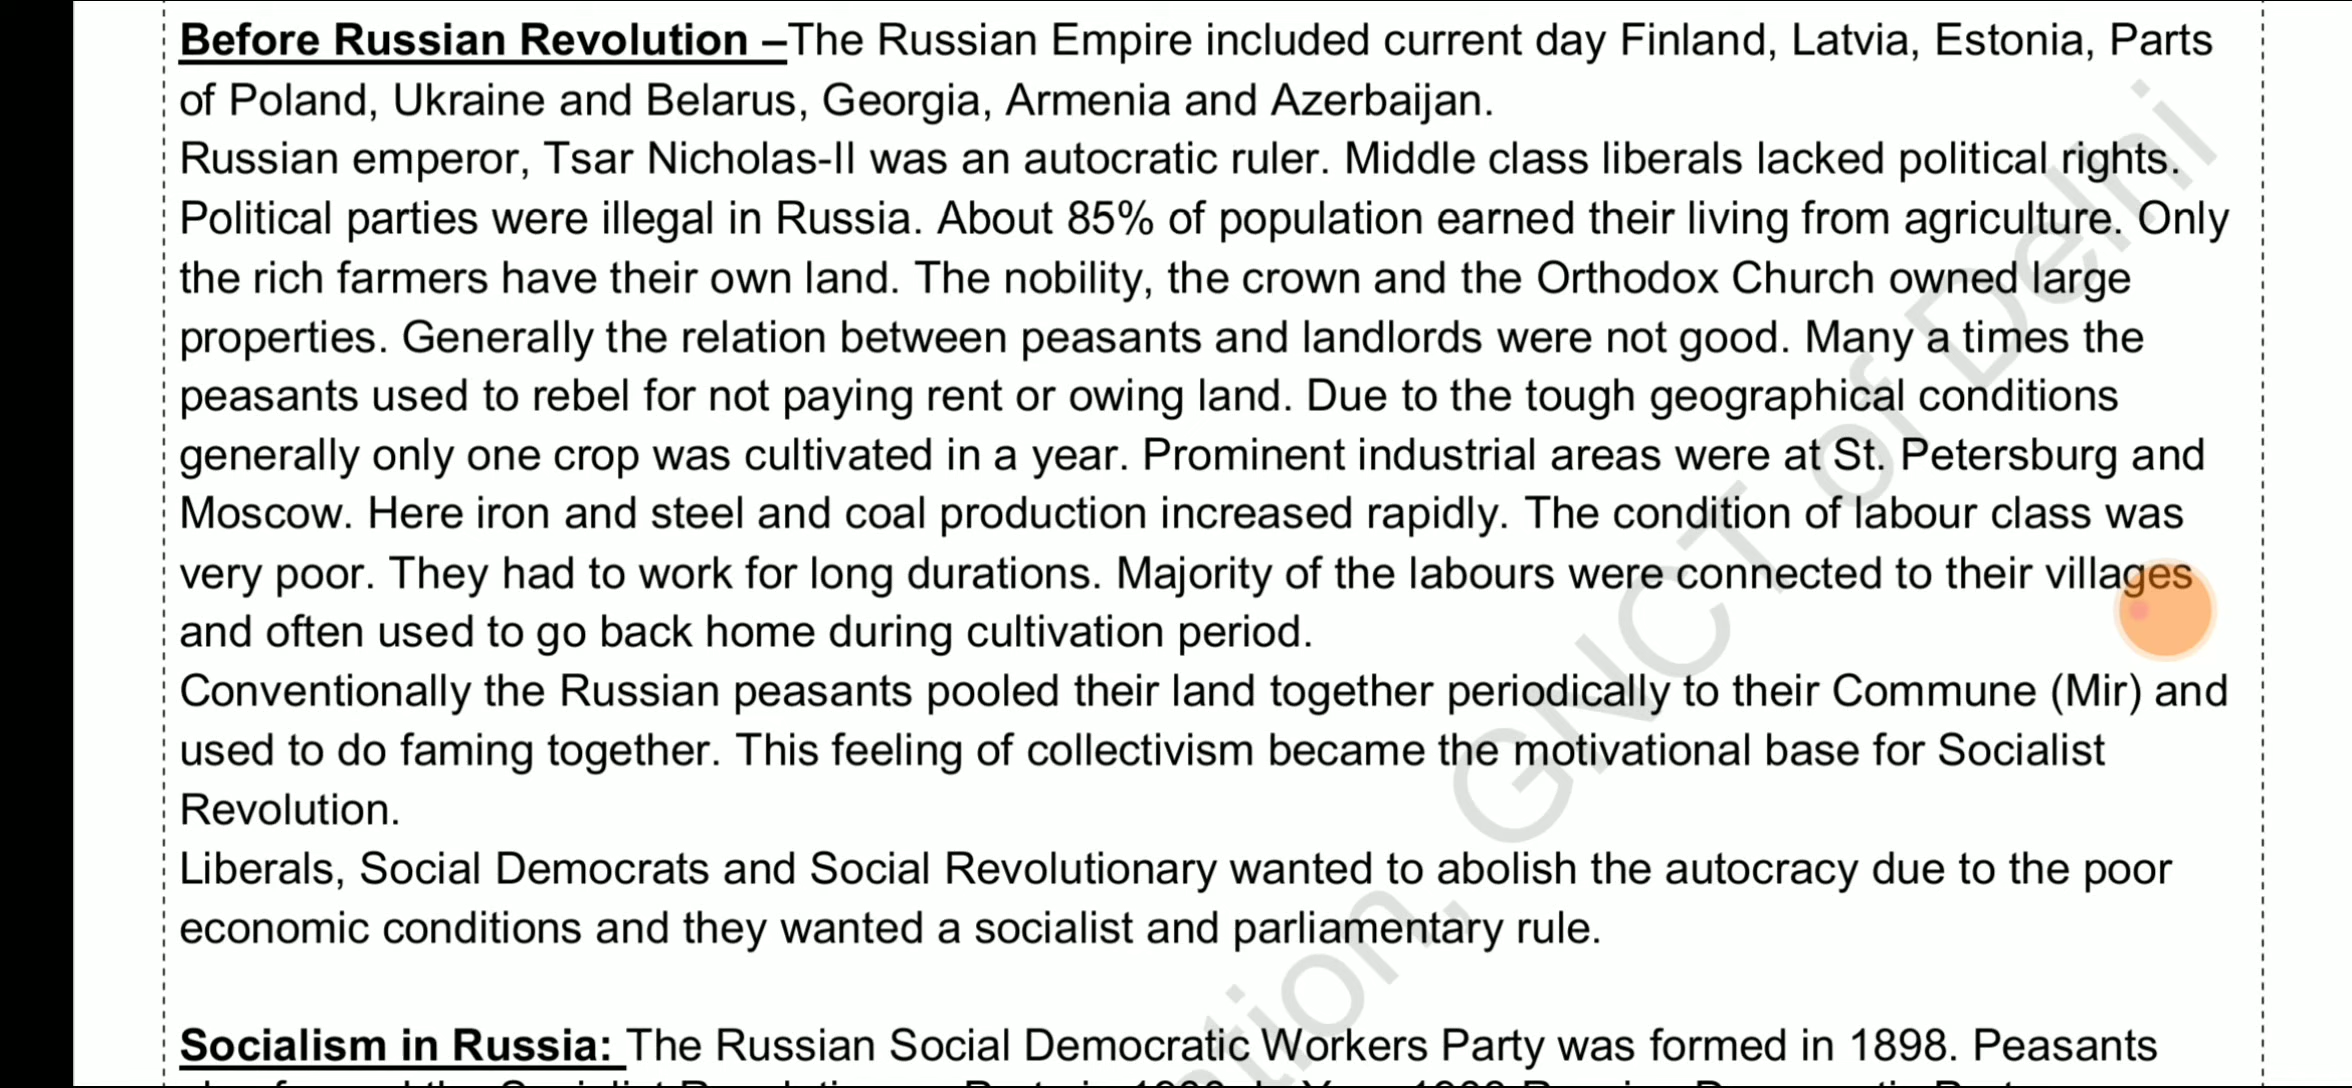 Before Russian Revolution –The Russian Empire included current day Finland, Latvia, Estonia, Parts
of Poland, Ukraine and Belarus, Georgia, Armenia and Azerbaijan.
Russian emperor, Tsar Nicholas-II was an autocratic ruler. Middle class liberals lacked political rights.
Political parties were illegal in Russia. About 85% of population earned their living from agriculture. Only
the rich farmers have their own land. The nobility, the crown and the Orthodox Church owned large
properties. Generally the relation between peasants and landlords were not good. Many a times the
peasants used to rebel for not paying rent or owing land. Due to the tough geographical conditions
generally only one crop was cultivated in a year. Prominent industrial areas were at St. Petersburg and
Moscow. Here iron and steel and coal production increased rapidly. The condition of labour class was
very poor. They had to work for long durations. Majority of the labours were connected to their villages
and often used to go back home during cultivation period.
Conventionally the Russian peasants pooled their land together periodically to their Commune (Mir) and
used to do faming together. This feeling of collectivism became the motivational base for Socialist
Revolution.
Liberals, Social Democrats and Social Revolutionary wanted to abolish the autocracy due to the poor
economic conditions and they wanted a socialist and parliamentary rule.
Socialism in Russia: The Russian Social Democratic Workers Party was formed in 1898. Peasants
tion, GNCT of Delhi